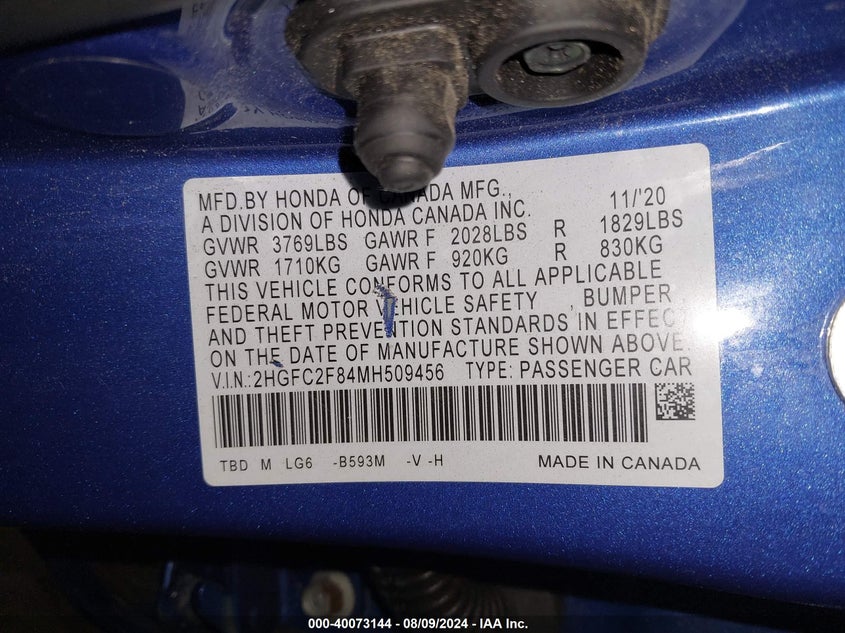 MFD.BY HONDA OF CANADA MFG., 11/'20
A DIVISION OF HONDA CANADA INC.
GVWR 3769LBS GAWR F 2028LBS R 1829LBS
GVWR 1710KG GAWR F 920KG R 830KG
THIS VEHICLE CONFORMS TO ALL APPLICABLE
FEDERAL MOTOR VEHICLE SAFETY , BUMPER
AND THEFT PREVENTION STANDARDS IN EFFECT
ON THE DATE OF MANUFACTURE SHOWN ABOVE.
V.I.N.:2HGFC2F84MH509456 TYPE: PASSENGER CAR
TBD M LG6 -B593M -V -H MADE IN CANADA
000-40073144 - 08/09/2024 - IAA Inc.